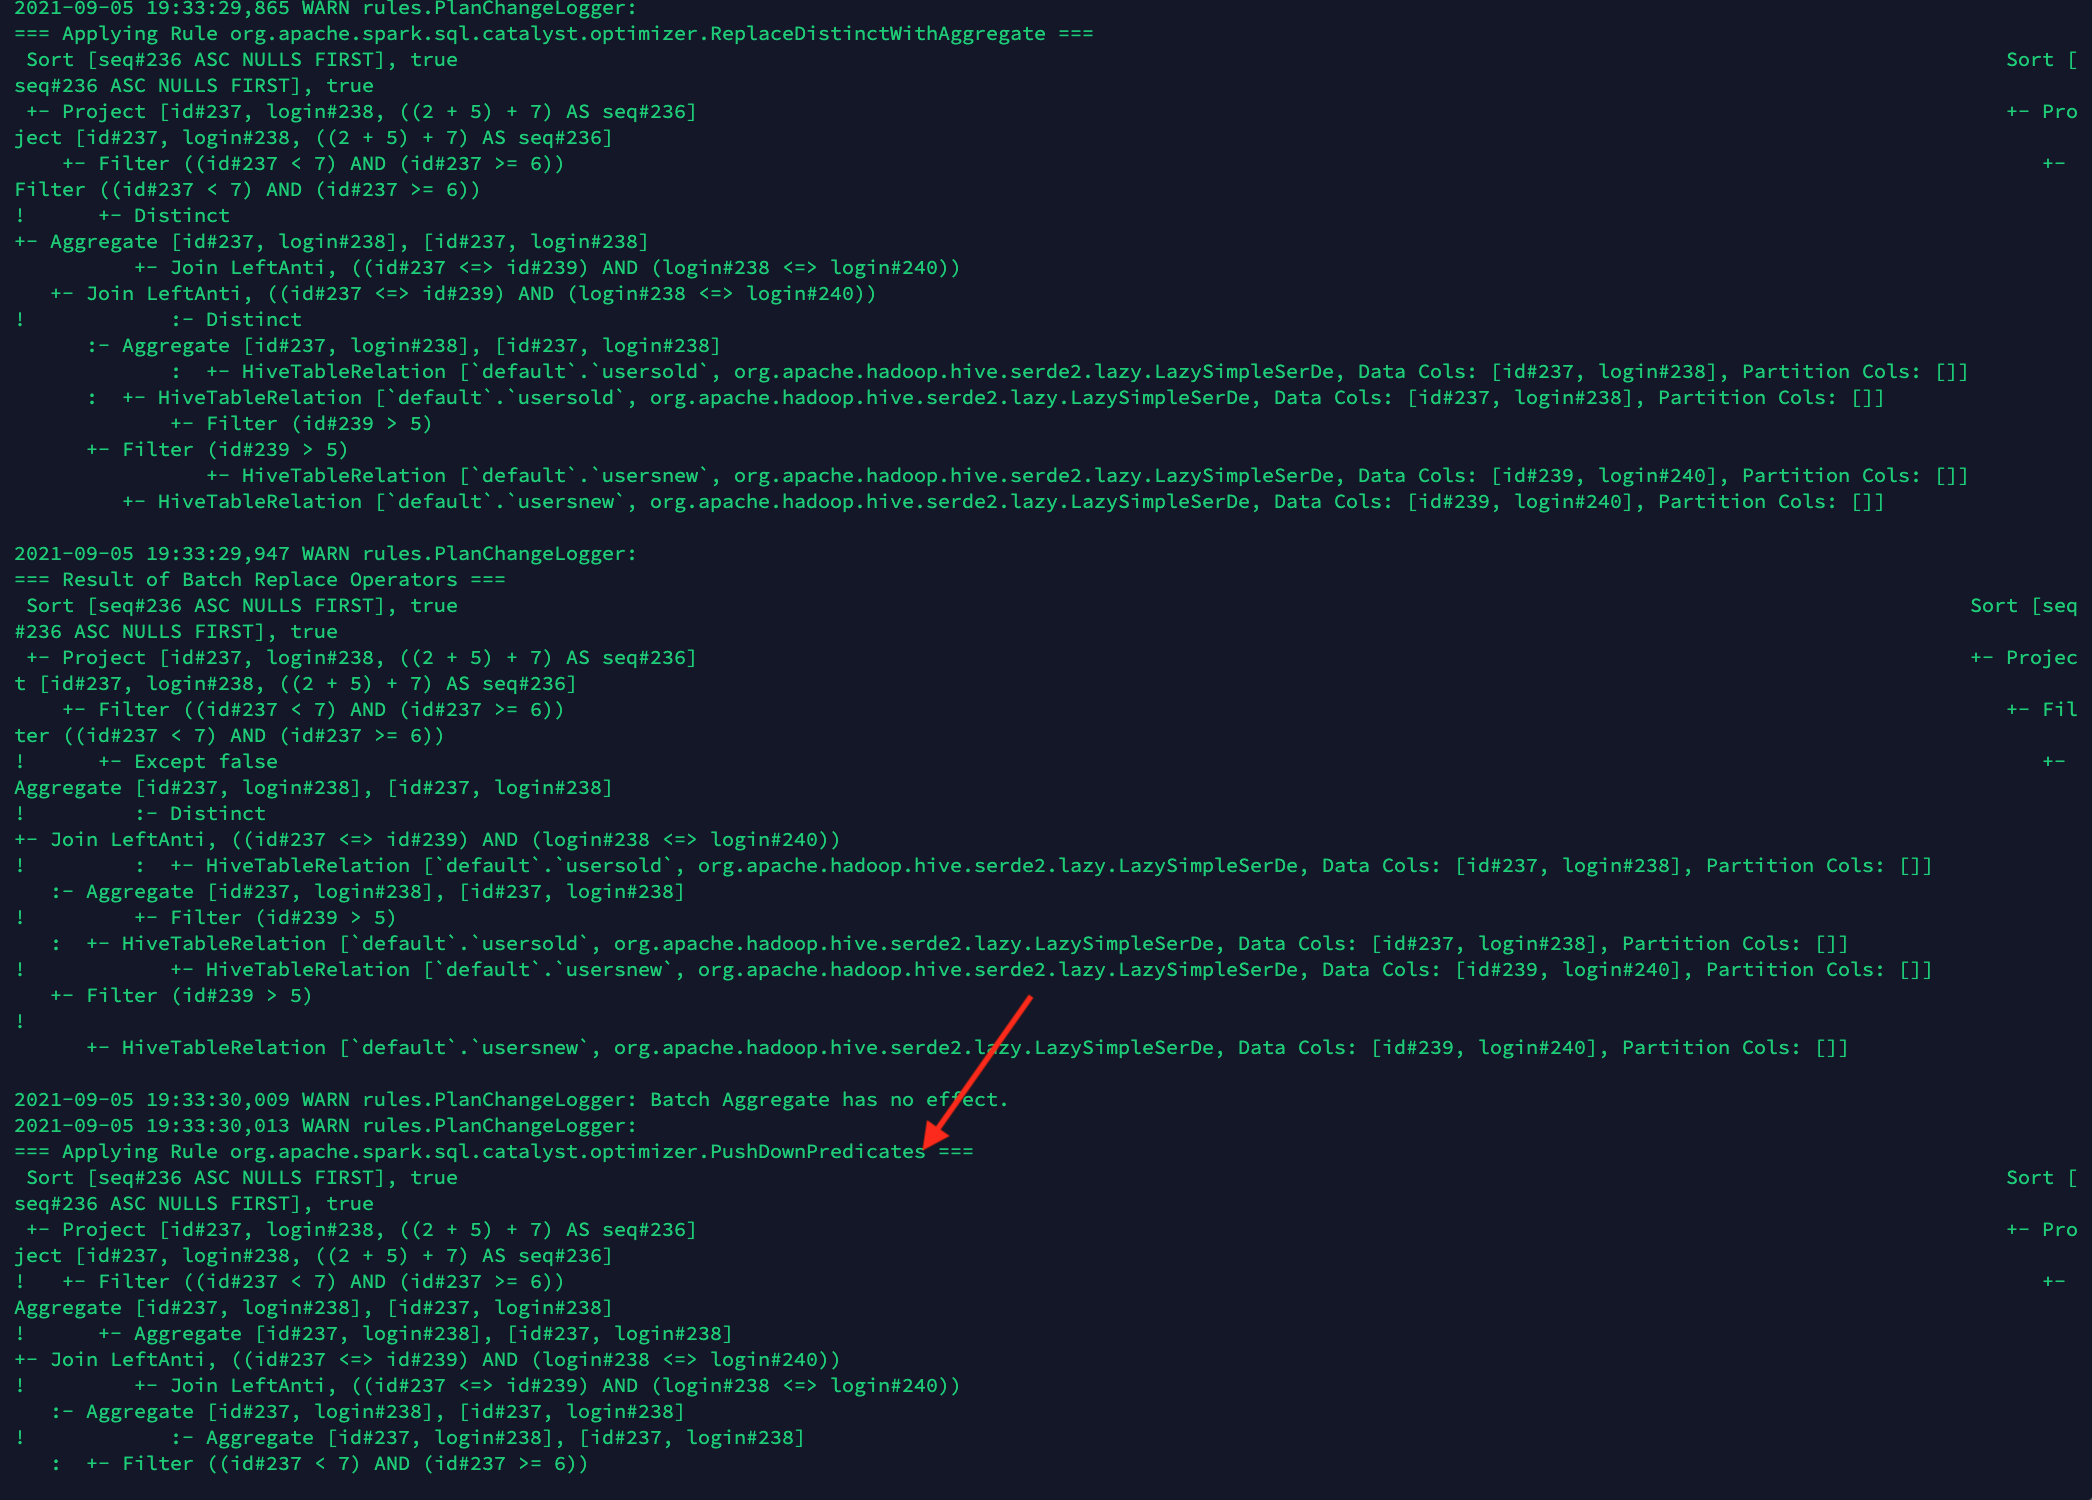 2021-09-05 19:33:29,865 WARN rules.PlanChangeLogger:
=== Applying Rule org.apache.spark.sql.catalyst.optimizer.ReplaceDistinctWithAggregate ===
 Sort [seq#236 ASC NULLS FIRST], true                                                                                                                                 Sort [
seq#236 ASC NULLS FIRST], true
 +- Project [id#237, login#238, ((2 + 5) + 7) AS seq#236]                                                                                                             +- Pro
ject [id#237, login#238, ((2 + 5) + 7) AS seq#236]
    +- Filter ((id#237 < 7) AND (id#237 >= 6))                                                                                                                           +-
Filter ((id#237 < 7) AND (id#237 >= 6))
!      +- Distinct
+- Aggregate [id#237, login#238], [id#237, login#238]
          +- Join LeftAnti, ((id#237 <=> id#239) AND (login#238 <=> login#240))
   +- Join LeftAnti, ((id#237 <=> id#239) AND (login#238 <=> login#240))
!            :- Distinct
      :- Aggregate [id#237, login#238], [id#237, login#238]
             :  +- HiveTableRelation [`default`.`usersold`, org.apache.hadoop.hive.serde2.lazy.LazySimpleSerDe, Data Cols: [id#237, login#238], Partition Cols: []]
      :  +- HiveTableRelation [`default`.`usersold`, org.apache.hadoop.hive.serde2.lazy.LazySimpleSerDe, Data Cols: [id#237, login#238], Partition Cols: []]
             +- Filter (id#239 > 5)
      +- Filter (id#239 > 5)
                +- HiveTableRelation [`default`.`usersnew`, org.apache.hadoop.hive.serde2.lazy.LazySimpleSerDe, Data Cols: [id#239, login#240], Partition Cols: []]
         +- HiveTableRelation [`default`.`usersnew`, org.apache.hadoop.hive.serde2.lazy.LazySimpleSerDe, Data Cols: [id#239, login#240], Partition Cols: []]

2021-09-05 19:33:29,947 WARN rules.PlanChangeLogger:
=== Result of Batch Replace Operators ===
 Sort [seq#236 ASC NULLS FIRST], true                                                                                                                              Sort [seq
#236 ASC NULLS FIRST], true
 +- Project [id#237, login#238, ((2 + 5) + 7) AS seq#236]                                                                                                          +- Projec
t [id#237, login#238, ((2 + 5) + 7) AS seq#236]
    +- Filter ((id#237 < 7) AND (id#237 >= 6))                                                                                                                        +- Fil
ter ((id#237 < 7) AND (id#237 >= 6))
!      +- Except false                                                                                                                                                   +-
Aggregate [id#237, login#238], [id#237, login#238]
!         :- Distinct
+- Join LeftAnti, ((id#237 <=> id#239) AND (login#238 <=> login#240))
!         :  +- HiveTableRelation [`default`.`usersold`, org.apache.hadoop.hive.serde2.lazy.LazySimpleSerDe, Data Cols: [id#237, login#238], Partition Cols: []]
   :- Aggregate [id#237, login#238], [id#237, login#238]
!         +- Filter (id#239 > 5)
   :  +- HiveTableRelation [`default`.`usersold`, org.apache.hadoop.hive.serde2.lazy.LazySimpleSerDe, Data Cols: [id#237, login#238], Partition Cols: []]
!            +- HiveTableRelation [`default`.`usersnew`, org.apache.hadoop.hive.serde2.lazy.LazySimpleSerDe, Data Cols: [id#239, login#240], Partition Cols: []]
   +- Filter (id#239 > 5)
!
      +- HiveTableRelation [`default`.`usersnew`, org.apache.hadoop.hive.serde2.lazy.LazySimpleSerDe, Data Cols: [id#239, login#240], Partition Cols: []]

2021-09-05 19:33:30,009 WARN rules.PlanChangeLogger: Batch Aggregate has no effect.
2021-09-05 19:33:30,013 WARN rules.PlanChangeLogger:
=== Applying Rule org.apache.spark.sql.catalyst.optimizer.PushDownPredicates ===
 Sort [seq#236 ASC NULLS FIRST], true                                                                                                                                 Sort [
seq#236 ASC NULLS FIRST], true
 +- Project [id#237, login#238, ((2 + 5) + 7) AS seq#236]                                                                                                             +- Pro
ject [id#237, login#238, ((2 + 5) + 7) AS seq#236]
!   +- Filter ((id#237 < 7) AND (id#237 >= 6))                                                                                                                           +-
Aggregate [id#237, login#238], [id#237, login#238]
!      +- Aggregate [id#237, login#238], [id#237, login#238]
+- Join LeftAnti, ((id#237 <=> id#239) AND (login#238 <=> login#240))
!         +- Join LeftAnti, ((id#237 <=> id#239) AND (login#238 <=> login#240))
   :- Aggregate [id#237, login#238], [id#237, login#238]
!            :- Aggregate [id#237, login#238], [id#237, login#238]
   :  +- Filter ((id#237 < 7) AND (id#237 >= 6))